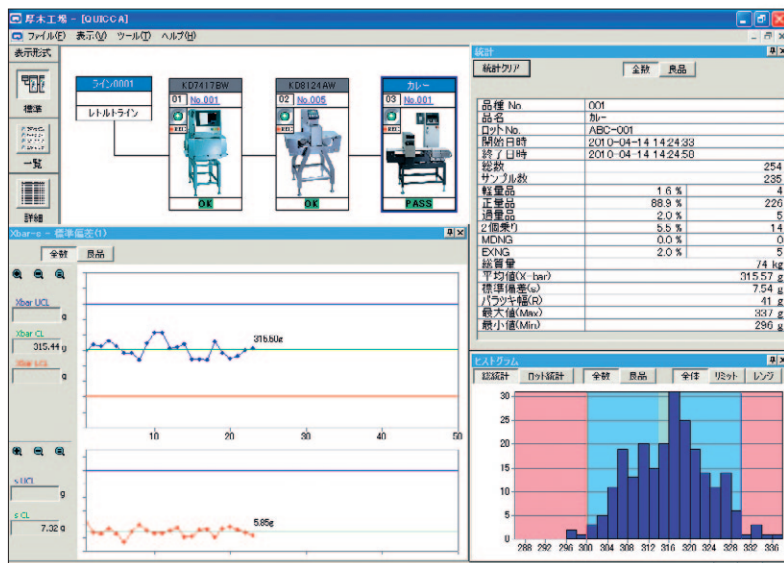 厚木工場 - [QUICCA]
ファイル(F) 表示(V) ツール(T) ヘルプ(H)
表示形式
標準
一覧
詳細
ライン0001
レトルトライン
KD7417BW
01 No.001
OK
KD8124AW
02 No.005
OK
カレー
03 No.001
PASS
統計
統計クリア
全数 良品
品種 No. 001
品名 カレー
ロットNo. ABC-001
開始日時 2010-04-14 14:24:33
終了日時 2010-04-14 14:24:58
総数 254
サンプル数 235
軽量品 1.6 % 4
正量品 88.9 % 226
過量品 2.0 % 5
2個乗り 5.5 % 14
MDNG 0.0 % 0
EXNG 2.0 % 5
総質量 74 kg
平均値(X-bar) 315.57 g
標準偏差(s) 7.54 g
バラツキ幅(R) 41 g
最大値(Max) 337 g
最小値(Min) 296 g
Xbar-s - 標準偏差(1)
全数 良品
Xbar UCL
g
Xbar CL
315.44 g
g
315.60g
10 20 30 40 50
s UCL
g
s CL
7.32 g
5.85g
ヒストグラム
総統計 ロット統計 全数 良品 全体 リミット レンジ
30
25
20
15
10
5
0
288 292 296 300 304 308 312 316 320 324 328 332 336